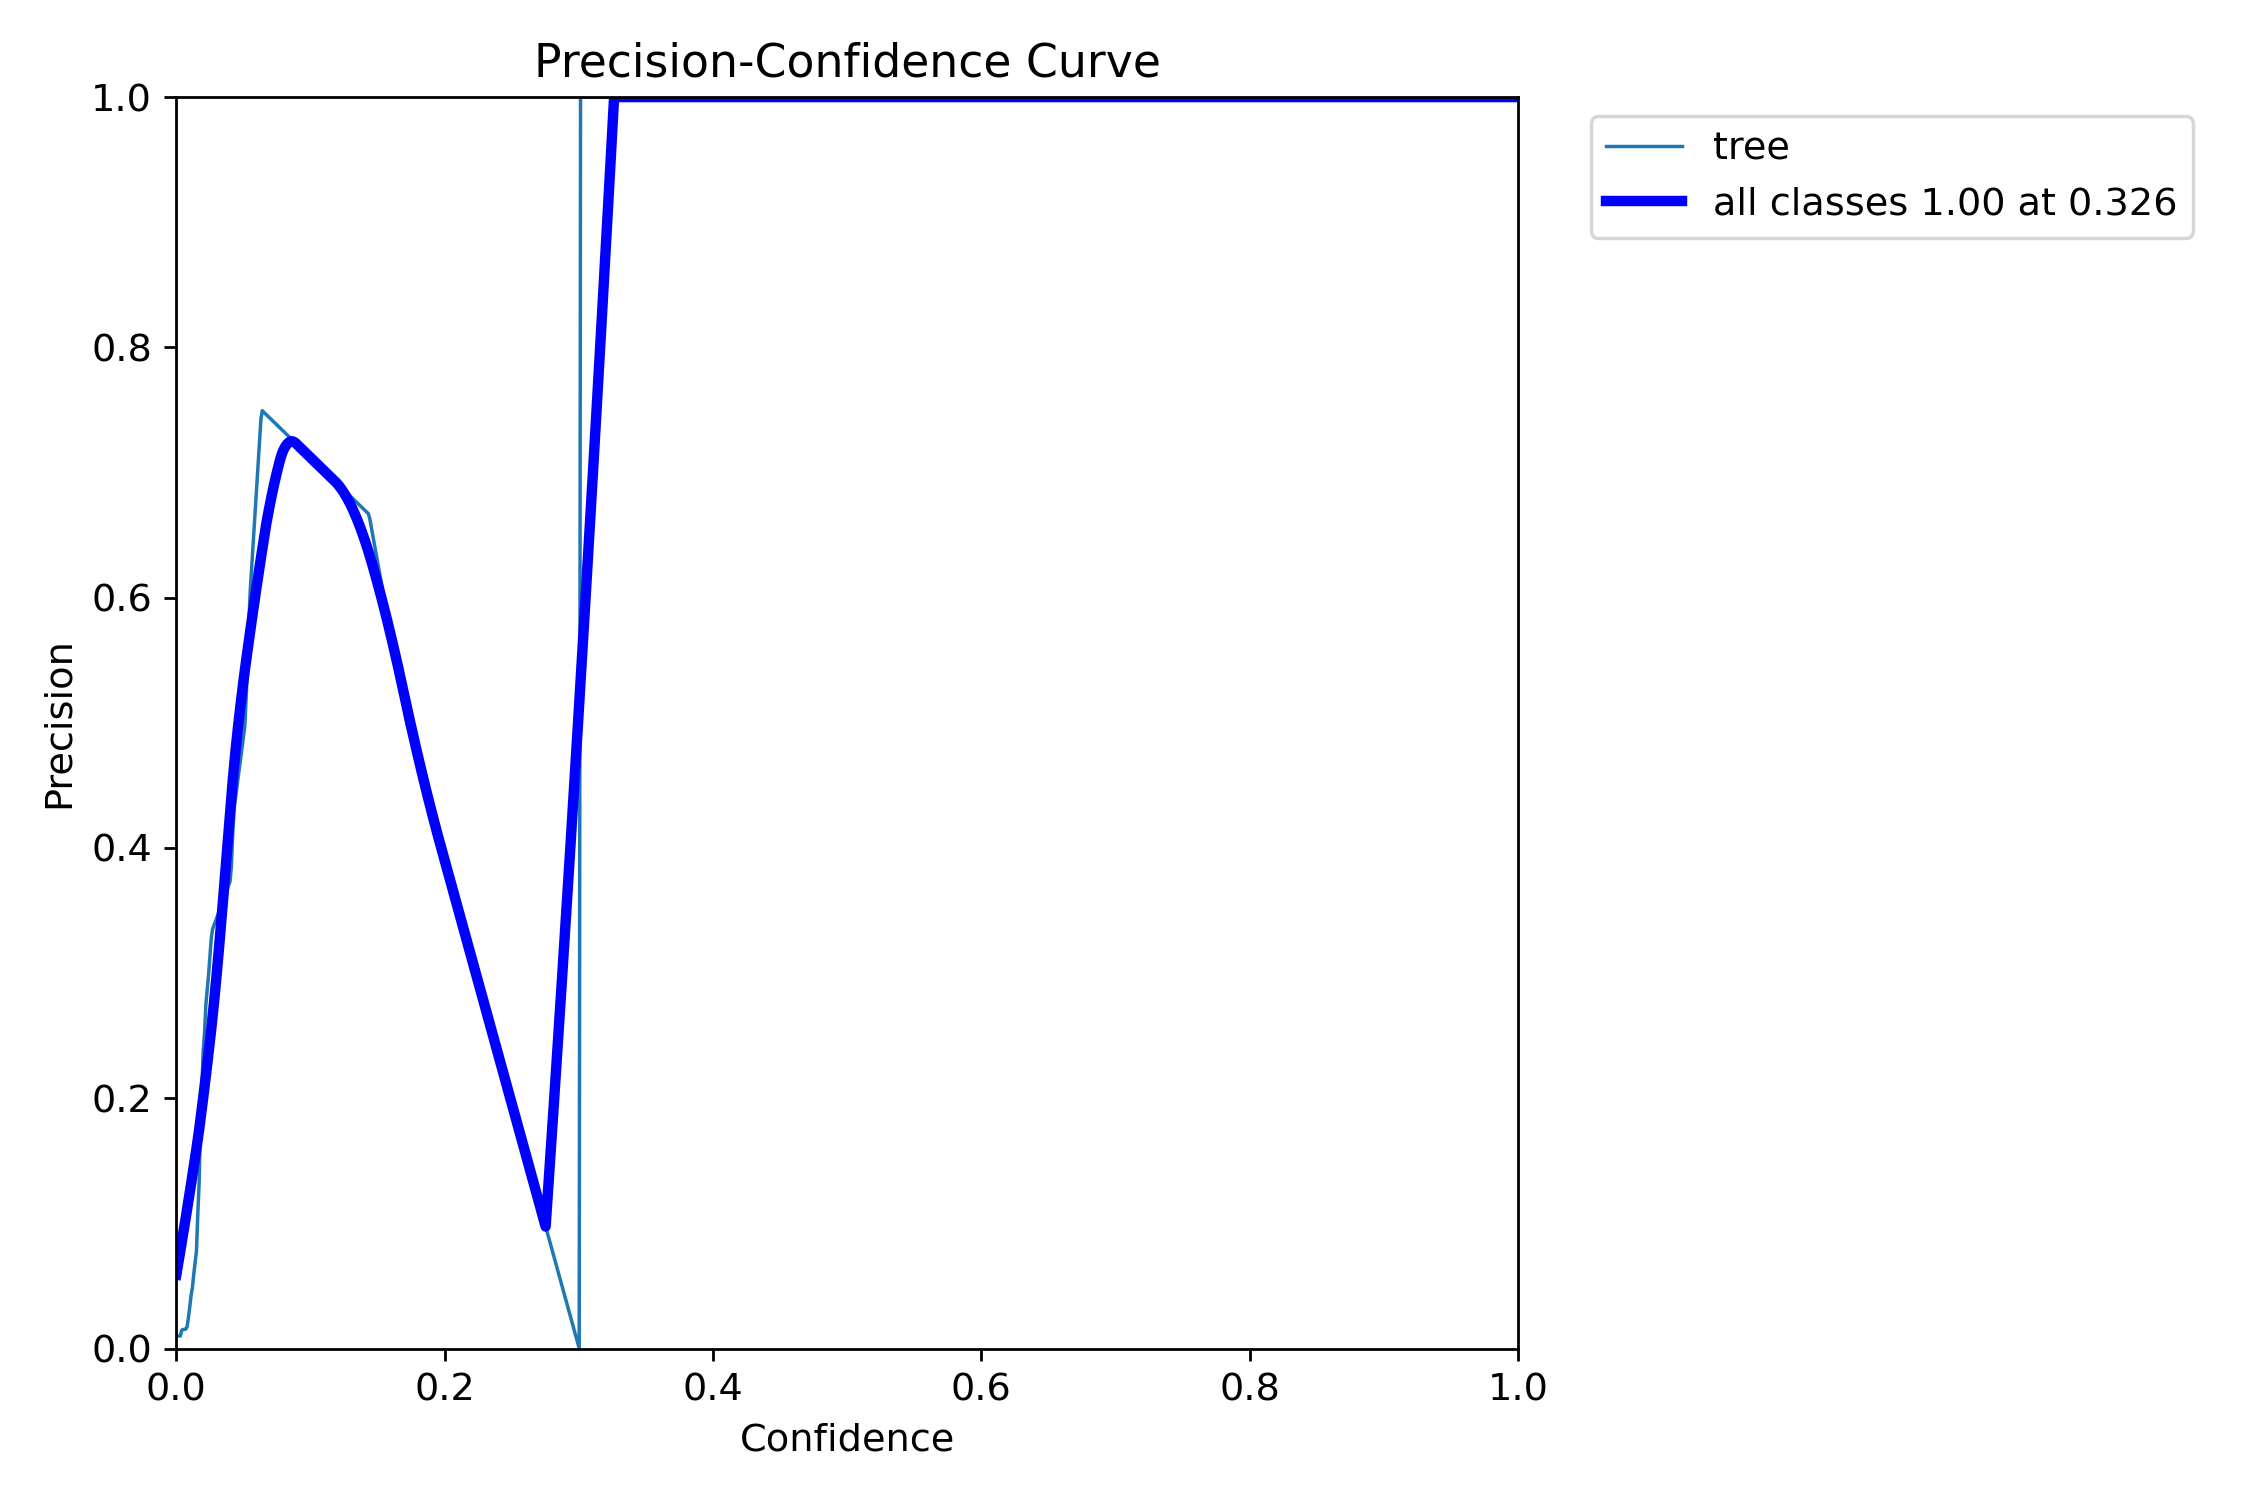 Precision-Confidence Curve
1.0
0.8
0.6
0.4
0.2
0.0
Precision
0.0 0.2 0.4 0.6 0.8 1.0
Confidence
tree
all classes 1.00 at 0.326